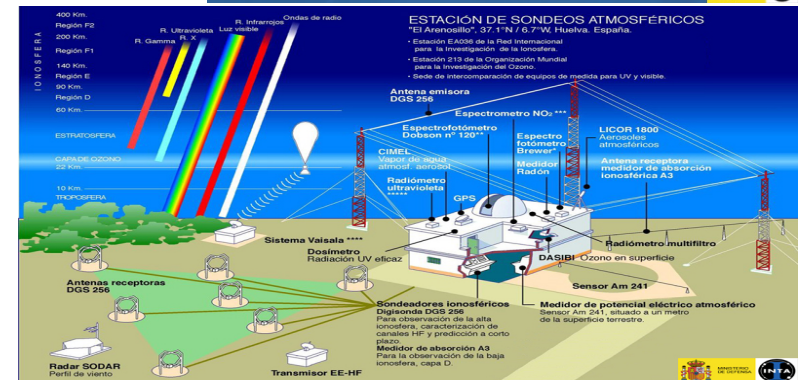 ESTACIÓN DE SONDEOS ATMOSFÉRICOS
"El Arenosillo", 37.1°N / 6.7°W, Huelva. España.
• Estación EA036 de la Red Internacional
para la Investigación de la Ionosfera.
• Estación 213 de la Organización Mundial
para la Investigación del Ozono.
• Sede de intercomparación de equipos de medida para UV y visible.
IONOSFERA
400 Km.
Región F2
200 Km.
Región F1
140 Km.
Región E
90 Km.
Región D
60 Km.
ESTRATOSFERA
CAPA DE OZONO
22 Km.
10 Km.
TROPOSFERA
R. Gamma
R. X
R. Ultravioleta
Luz visible
R. Infrarrojos
Ondas de radio
Antena emisora
DGS 256
Espectrometro NO₂ ***
Espectrofotómetro
Dobson nº 120**
Espectro
fotómetro
Brewer*
LICOR 1800
Aerosoles
atmosféricos
CIMEL
Vapor de agua
atmosf. aerosol
Medidor
Radón
Antena receptora
medidor de absorción
ionosférica A3
Radiómetro
ultravioleta
*****
GPS
Sistema Vaisala ****
Dosímetro
Radiación UV eficaz
Radiómetro multifiltro
DASIBI Ozono en superficie
Sensor Am 241
Antenas receptoras
DGS 256
Sondeadores ionosféricos
Digisonda DGS 256
Para observación de la alta
ionosfera, caracterización de
canales HF y predicción a corto
plazo.
Medidor de absorción A3
Para la observación de la baja
ionosfera, capa D.
Medidor de potencial eléctrico atmosférico
Sensor Am 241, situado a un metro
de la superficie terrestre.
Radar SODAR
Perfil de viento
Transmisor EE-HF
MINISTERIO
DE DEFENSA
INTA